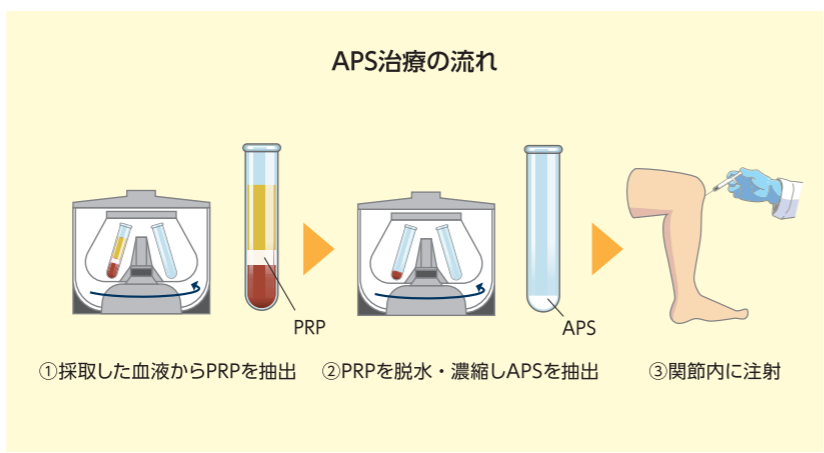 APS治療の流れ
PRP
APS
①採取した血液からPRPを抽出
②PRPを脱水・濃縮しAPSを抽出
③関節内に注射